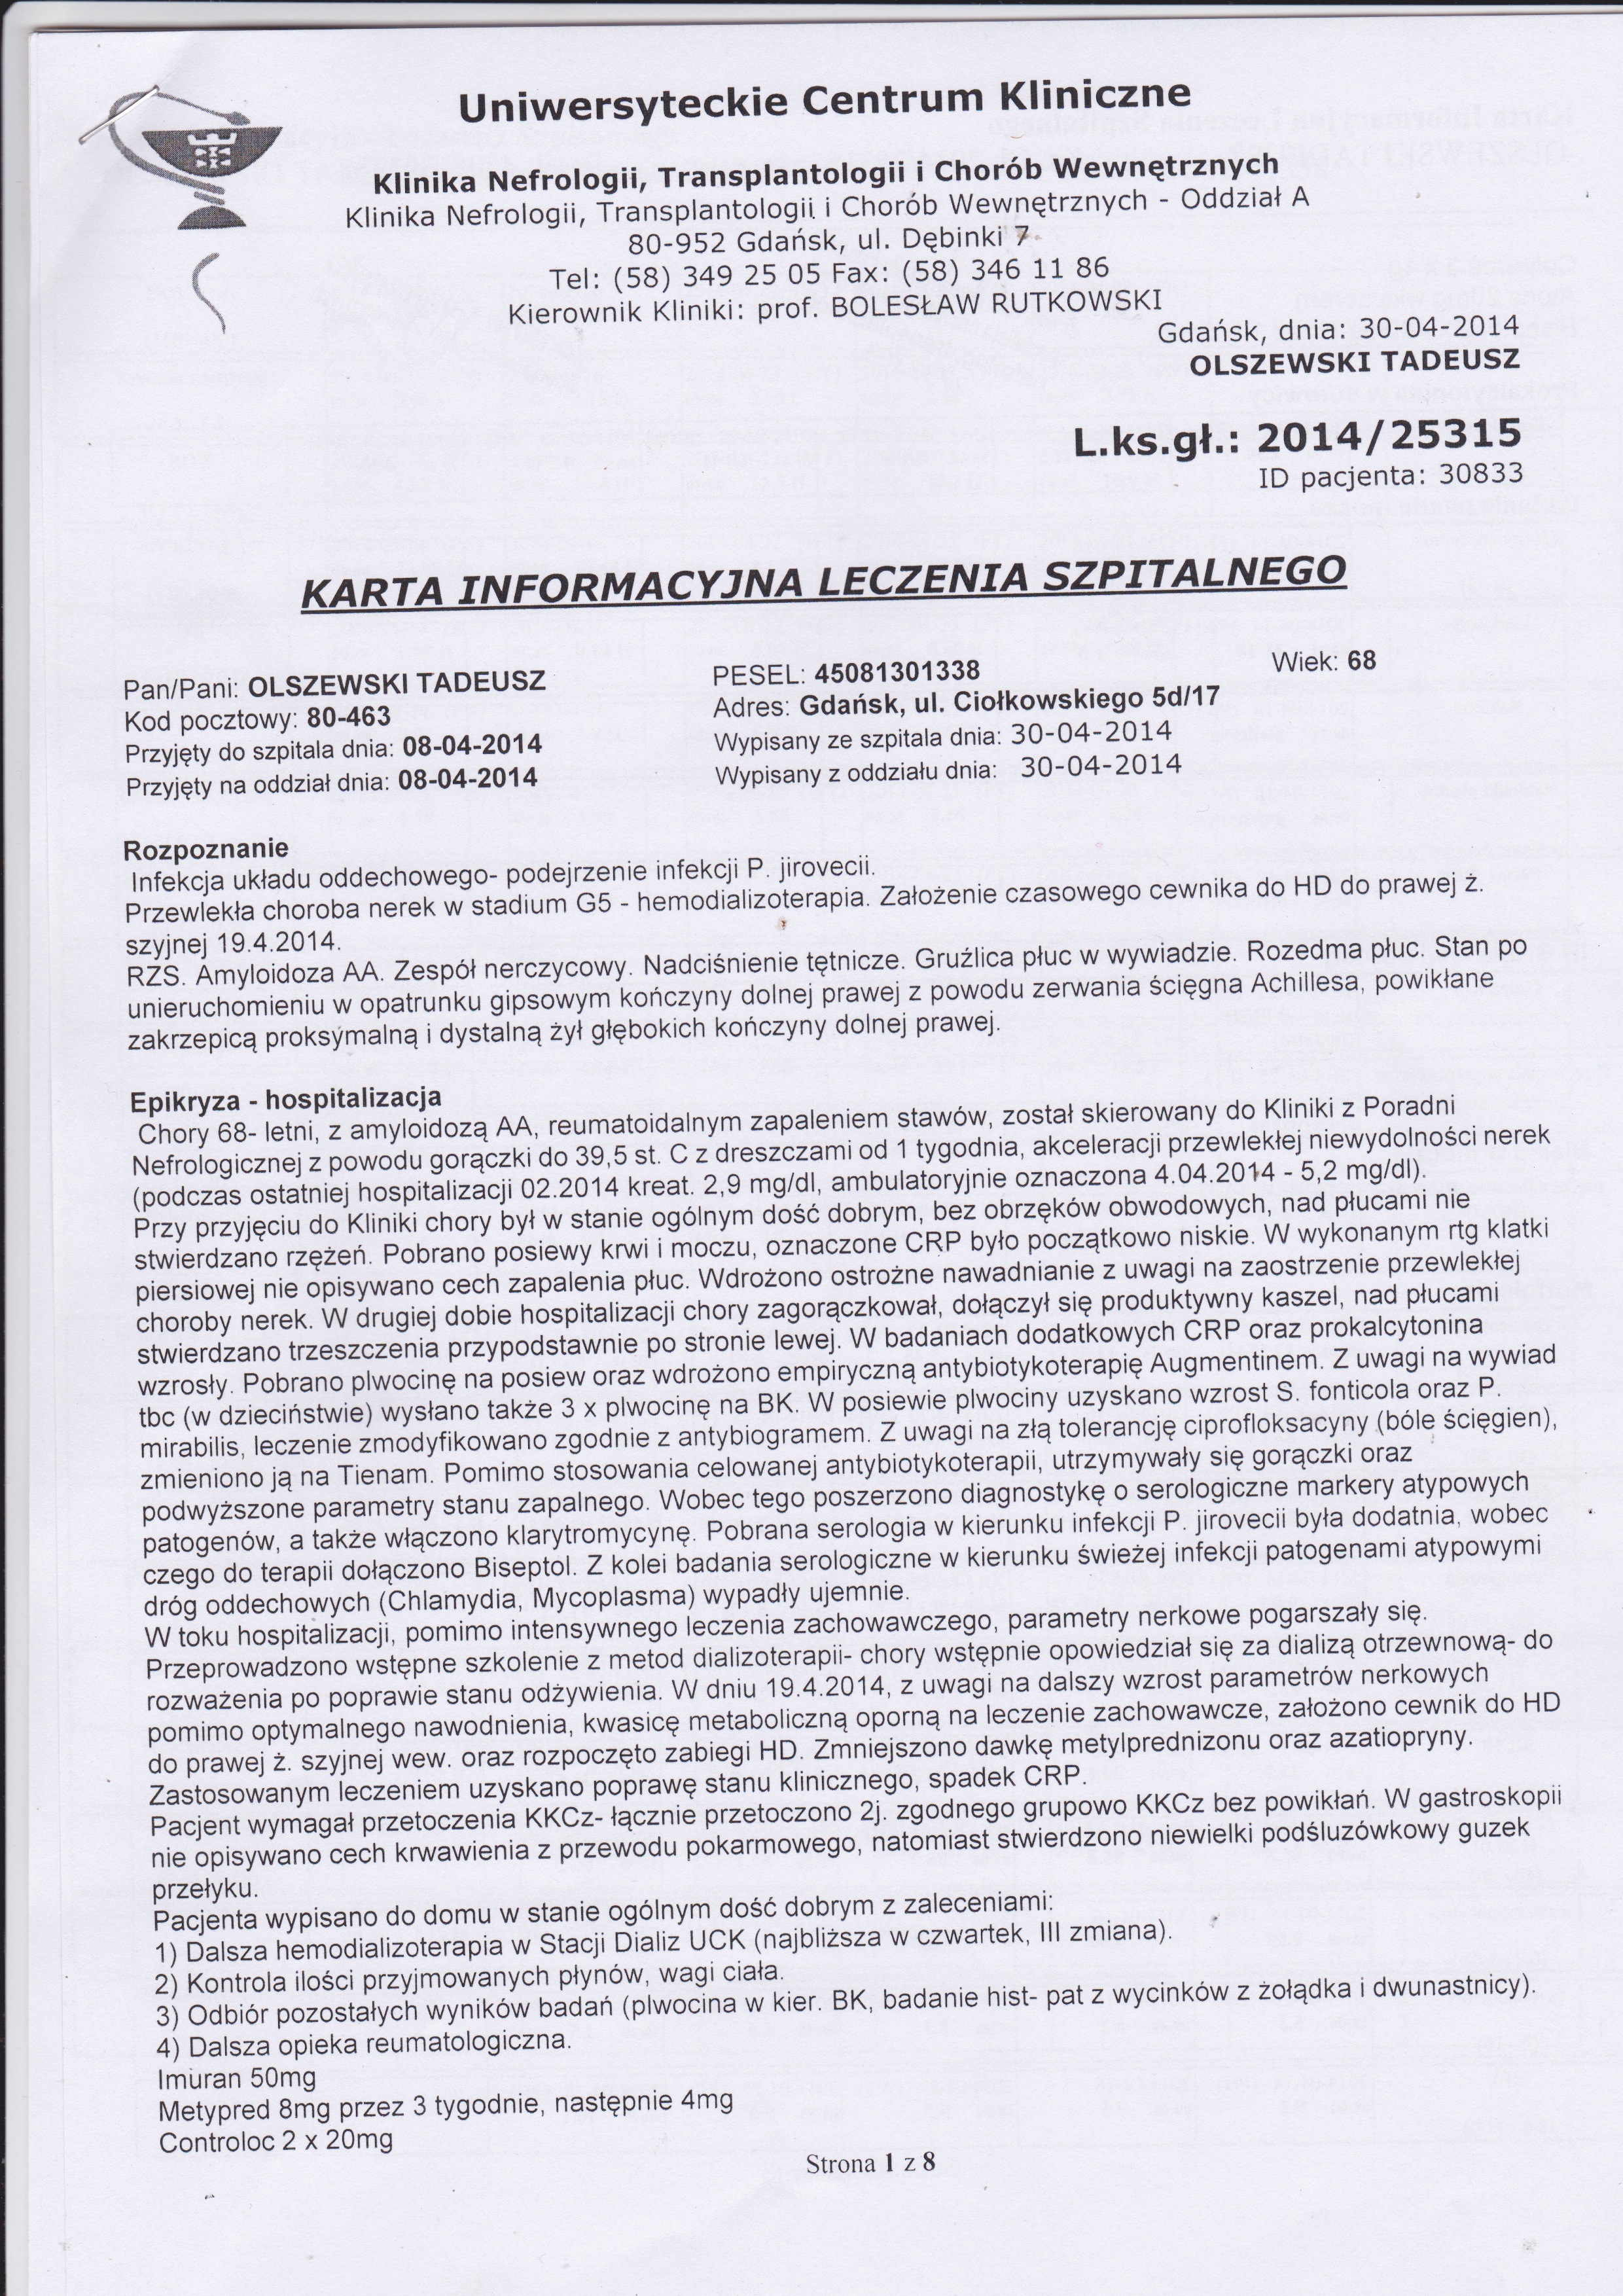 Uniwersyteckie Centrum Kliniczne
Klinika Nefrologii, Transplantologii i Chorób Wewnętrznych
Klinika Nefrologii, Transplantologii i Chorób Wewnętrznych - Oddział A
80-952 Gdańsk, ul. Dębinki 7
Tel: (58) 349 25 05 Fax: (58) 346 11 86
Kierownik Kliniki: prof. BOLESŁAW RUTKOWSKI
Gdańsk, dnia: 30-04-2014
OLSZEWSKI TADEUSZ
L.ks.gł.: 2014/25315
ID pacjenta: 30833
KARTA INFORMACYJNA LECZENIA SZPITALNEGO
Pan/Pani: OLSZEWSKI TADEUSZ PESEL: 45081301338 Wiek: 68
Kod pocztowy: 80-463 Adres: Gdańsk, ul. Ciołkowskiego 5d/17
Przyjęty do szpitala dnia: 08-04-2014 Wypisany ze szpitala dnia: 30-04-2014
Przyjęty na oddział dnia: 08-04-2014 Wypisany z oddziału dnia: 30-04-2014
Rozpoznanie
Infekcja układu oddechowego- podejrzenie infekcji P. jirovecii.
Przewlekła choroba nerek w stadium G5 - hemodializoterapia. Założenie czasowego cewnika do HD do prawej ż.
szyjnej 19.4.2014.
RZS. Amyloidoza AA. Zespół nerczycowy. Nadciśnienie tętnicze. Gruźlica płuc w wywiadzie. Rozedma płuc. Stan po
unieruchomieniu w opatrunku gipsowym kończyny dolnej prawej z powodu zerwania ścięgna Achillesa, powikłane
zakrzepicą proksymalną i dystalną żył głębokich kończyny dolnej prawej.
Epikryza - hospitalizacja
Chory 68- letni, z amyloidozą AA, reumatoidalnym zapaleniem stawów, został skierowany do Kliniki z Poradni
Nefrologicznej z powodu gorączki do 39,5 st. C z dreszczami od 1 tygodnia, akceleracji przewlekłej niewydolności nerek
(podczas ostatniej hospitalizacji 02.2014 kreat. 2,9 mg/dl, ambulatoryjnie oznaczona 4.04.2014 - 5,2 mg/dl).
Przy przyjęciu do Kliniki chory był w stanie ogólnym dość dobrym, bez obrzęków obwodowych, nad płucami nie
stwierdzano rzężeń. Pobrano posiewy krwi i moczu, oznaczone CRP było początkowo niskie. W wykonanym rtg klatki
piersiowej nie opisywano cech zapalenia płuc. Wdrożono ostrożne nawadnianie z uwagi na zaostrzenie przewlekłej
choroby nerek. W drugiej dobie hospitalizacji chory zagorączkował, dołączył się produktywny kaszel, nad płucami
stwierdzano trzeszczenia przypodstawnie po stronie lewej. W badaniach dodatkowych CRP oraz prokalcytonina
wzrosły. Pobrano plwocinę na posiew oraz wdrożono empiryczną antybiotykoterapię Augmentinem. Z uwagi na wywiad
tbc (w dzieciństwie) wysłano także 3 x plwocinę na BK. W posiewie plwociny uzyskano wzrost S. fonticola oraz P.
mirabilis, leczenie zmodyfikowano zgodnie z antybiogramem. Z uwagi na złą tolerancję ciprofloksacyny (bóle ścięgien),
zmieniono ją na Tienam. Pomimo stosowania celowanej antybiotykoterapii, utrzymywały się gorączki oraz
podwyższone parametry stanu zapalnego. Wobec tego poszerzono diagnostykę o serologiczne markery atypowych
patogenów, a także włączono klarytromycynę. Pobrana serologia w kierunku infekcji P. jirovecii była dodatnia, wobec
czego do terapii dołączono Biseptol. Z kolei badania serologiczne w kierunku świeżej infekcji patogenami atypowymi
dróg oddechowych (Chlamydia, Mycoplasma) wypadły ujemnie.
W toku hospitalizacji, pomimo intensywnego leczenia zachowawczego, parametry nerkowe pogarszały się.
Przeprowadzono wstępne szkolenie z metod dializoterapii- chory wstępnie opowiedział się za dializą otrzewnową- do
rozważenia po poprawie stanu odżywienia. W dniu 19.4.2014, z uwagi na dalszy wzrost parametrów nerkowych
pomimo optymalnego nawodnienia, kwasicę metaboliczną oporną na leczenie zachowawcze, założono cewnik do HD
do prawej ż. szyjnej wew. oraz rozpoczęto zabiegi HD. Zmniejszono dawkę metylprednizonu oraz azatiopryny.
Zastosowanym leczeniem uzyskano poprawę stanu klinicznego, spadek CRP.
Pacjent wymagał przetoczenia KKCz- łącznie przetoczono 2j. zgodnego grupowo KKCz bez powikłań. W gastroskopii
nie opisywano cech krwawienia z przewodu pokarmowego, natomiast stwierdzono niewielki podśluzówkowy guzek
przełyku.
Pacjenta wypisano do domu w stanie ogólnym dość dobrym z zaleceniami:
1) Dalsza hemodializoterapia w Stacji Dializ UCK (najbliższa w czwartek, III zmiana).
2) Kontrola ilości przyjmowanych płynów, wagi ciała.
3) Odbiór pozostałych wyników badań (plwocina w kier. BK, badanie hist- pat z wycinków z żołądka i dwunastnicy).
4) Dalsza opieka reumatologiczna.
Imuran 50mg
Metypred 8mg przez 3 tygodnie, następnie 4mg
Controloc 2 x 20mg
Strona 1 z 8